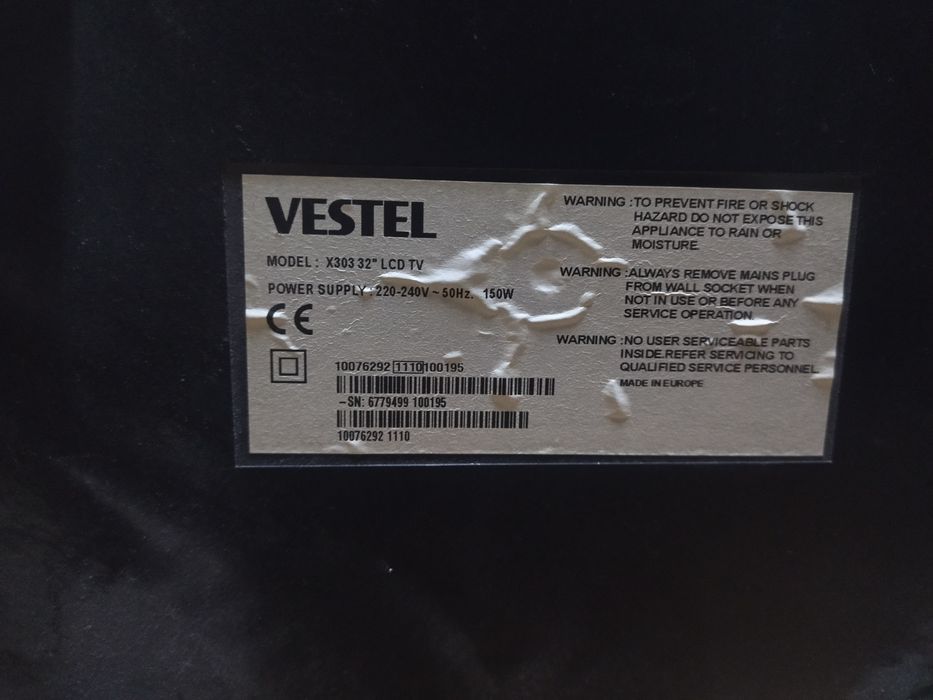 VESTEL
MODEL : X303 32" LCD TV
POWER SUPPLY : 220-240V ~ 50Hz. 150W
CE
10076292 1110 100195
-SN: 6779499 100195
10076292 1110
WARNING :TO PREVENT FIRE OR SHOCK
HAZARD DO NOT EXPOSE THIS
APPLIANCE TO RAIN OR
MOISTURE.
WARNING :ALWAYS REMOVE MAINS PLUG
FROM WALL SOCKET WHEN
NOT IN USE OR BEFORE ANY
SERVICE OPERATION.
WARNING :NO USER SERVICEABLE PARTS
INSIDE.REFER SERVICING TO
QUALIFIED SERVICE PERSONNEL.
MADE IN EUROPE